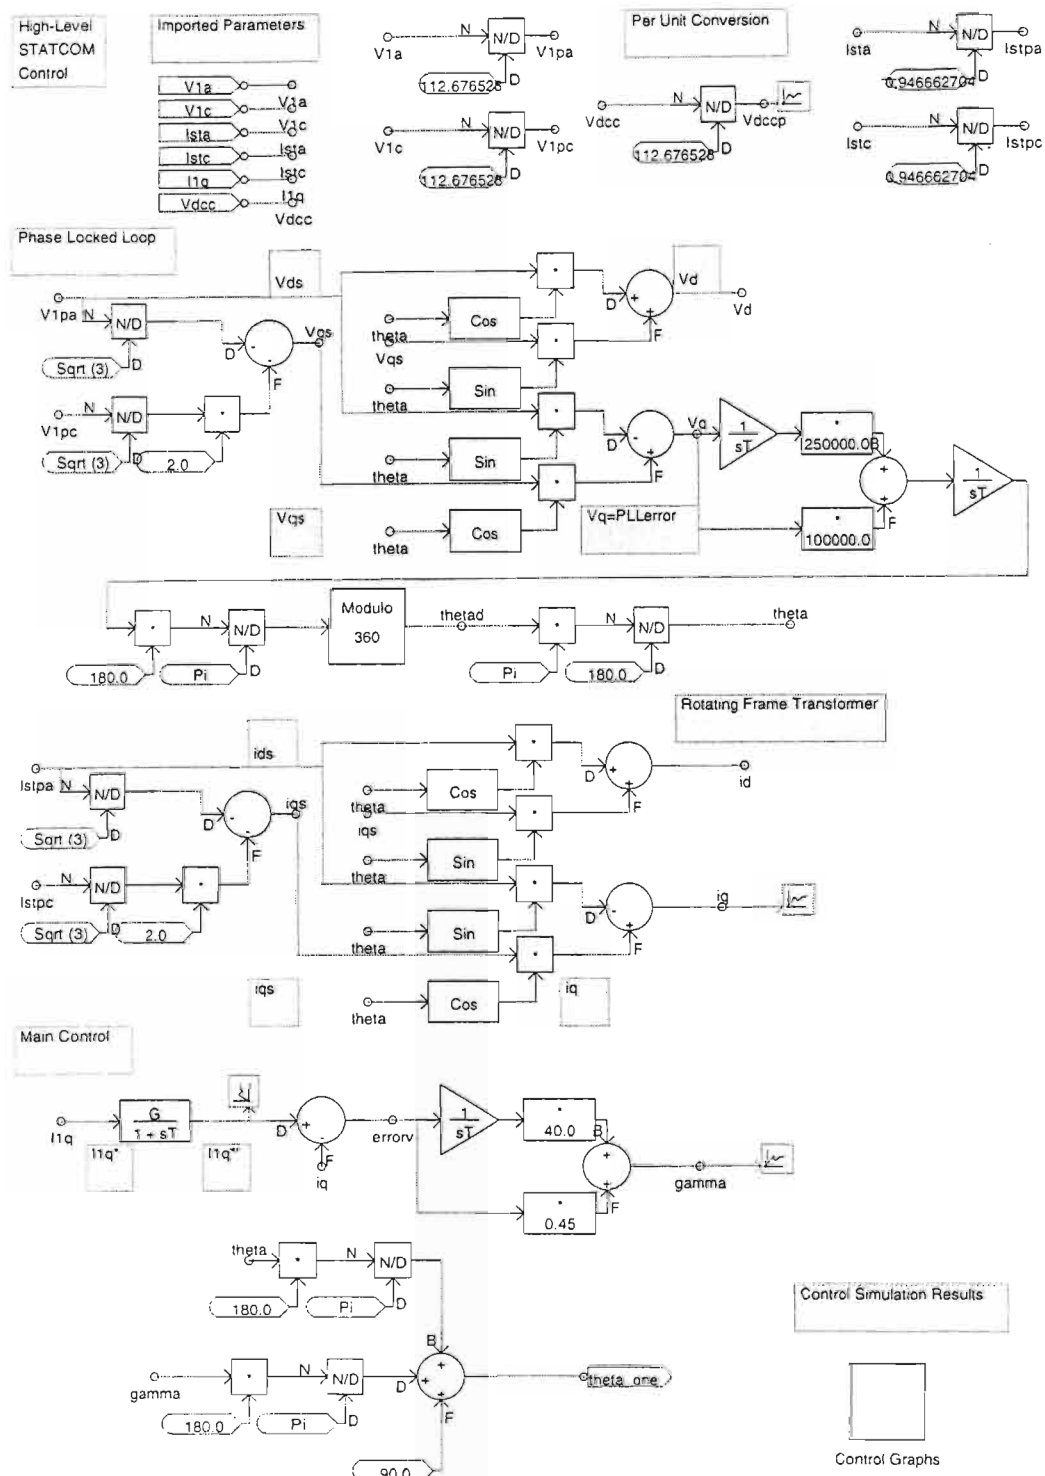 High-Level
STATCOM
Control
Imported Parameters
V1a
V1a
V1c
V1c
Ista
Ista
Istc
Istc
I1q
I1q
Vdcc
Vdcc
Per Unit Conversion
V1a
N
N/D
D
V1pa
112.676528
V1c
N
N/D
D
V1pc
112.676528
Vdcc
N
N/D
D
Vdccp
112.676528
Ista
N
N/D
D
Istpa
0.946662704
Istc
N
N/D
D
Istpc
0.946662704
Phase Locked Loop
Vds
V1pa
N
N/D
D
Sqrt (3)
D
-
-
F
Vqs
V1pc
N
N/D
D
Sqrt (3)
2.0
theta
Cos
Vqs
theta
Sin
theta
Sin
theta
Cos
D
+
+
F
Vd
Vd
D
-
+
F
Vq
1
sT
*
250000.0
B
+
+
F
*
100000.0
1
sT
Vqs
Vq=PLLerror
180.0
N
N/D
D
Pi
Modulo
360
thetad
Pi
N
N/D
D
180.0
theta
Rotating Frame Transformer
ids
Istpa
N
N/D
D
Sqrt (3)
D
-
-
F
iqs
Istpc
N
N/D
D
Sqrt (3)
2.0
theta
Cos
iqs
theta
Sin
theta
Sin
theta
Cos
D
+
+
F
id
D
-
+
F
iq
iqs
iq
Main Control
I1q
G
1 + sT
I1q*
I1q**
D
+
-
F
iq
errorv
1
sT
*
40.0
B
+
+
F
*
0.45
gamma
theta
180.0
N
N/D
D
Pi
B
gamma
180.0
N
N/D
D
Pi
D
+
+
+
F
90.0
theta_one
Control Simulation Results
Control Graphs